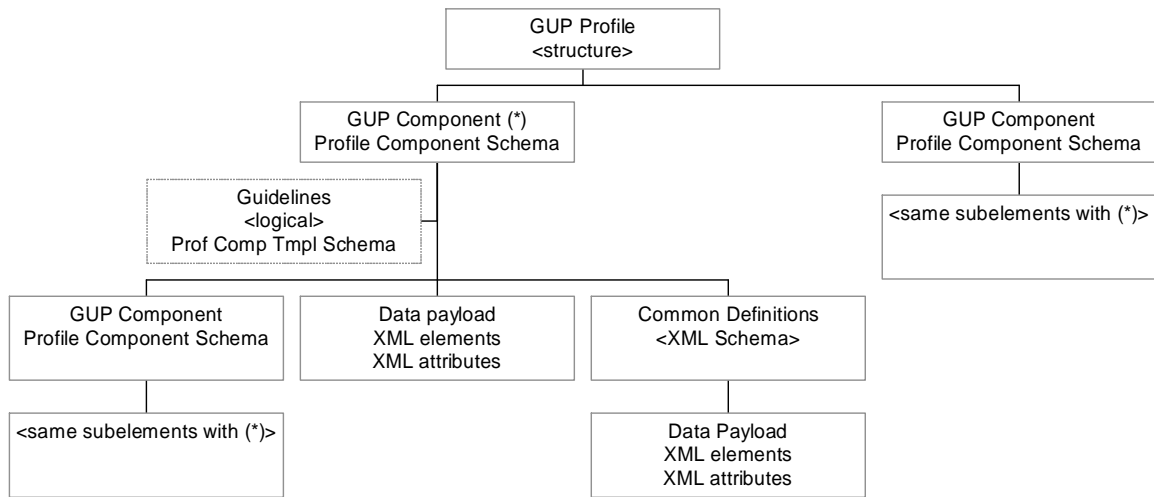 GUP Profile
<structure>
GUP Component (*)
Profile Component Schema
GUP Component
Profile Component Schema
Guidelines
<logical>
Prof Comp Tmpl Schema
<same subelements with (*)>
GUP Component
Profile Component Schema
Data payload
XML elements
XML attributes
Common Definitions
<XML Schema>
<same subelements with (*)>
Data Payload
XML elements
XML attributes